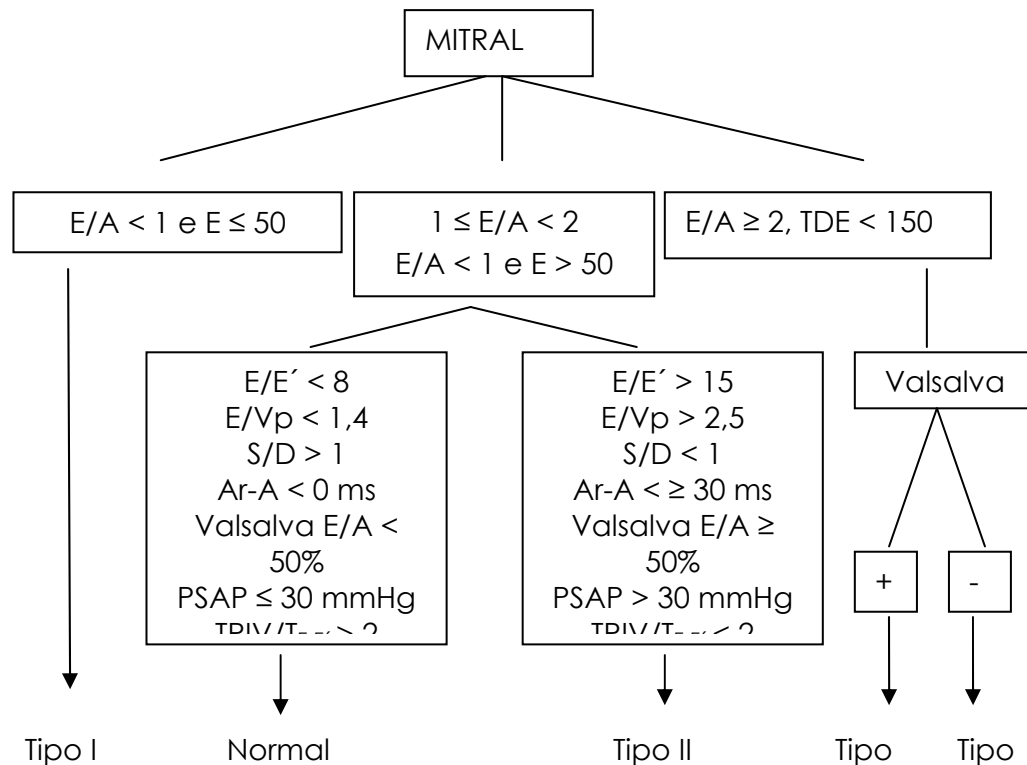 MITRAL
E/A < 1 e E ≤ 50
1 ≤ E/A < 2
E/A < 1 e E > 50
E/A ≥ 2, TDE < 150
E/E´ < 8
E/Vp < 1,4
S/D > 1
Ar-A < 0 ms
Valsalva E/A <
50%
PSAP ≤ 30 mmHg
E/E´ > 15
E/Vp > 2,5
S/D < 1
Ar-A < ≥ 30 ms
Valsalva E/A ≥
50%
PSAP > 30 mmHg
Valsalva
+
-
Tipo I
Normal
Tipo II
Tipo
Tipo